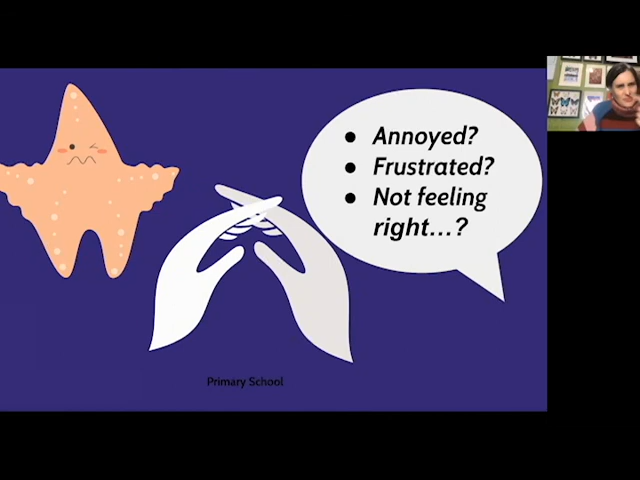 ● Annoyed?
● Frustrated?
● Not feeling
right...?
Primary School